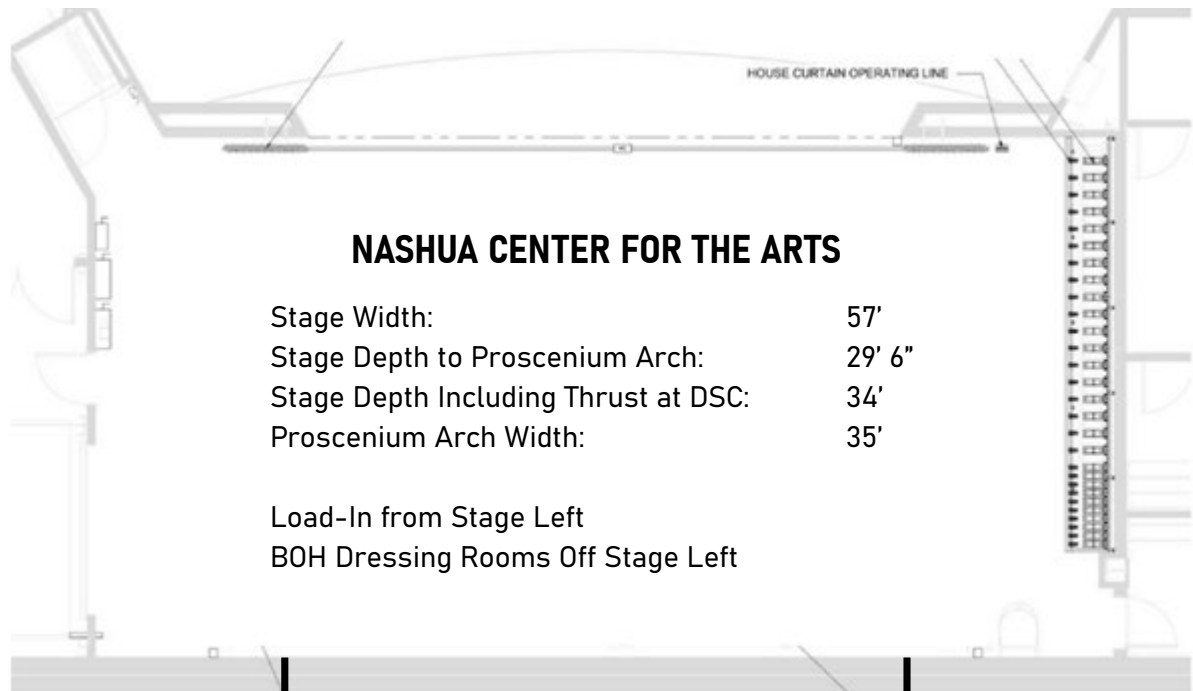 HOUSE CURTAIN OPERATING LINE
NASHUA CENTER FOR THE ARTS
Stage Width: 57’
Stage Depth to Proscenium Arch: 29’ 6”
Stage Depth Including Thrust at DSC: 34’
Proscenium Arch Width: 35’
Load-In from Stage Left
BOH Dressing Rooms Off Stage Left